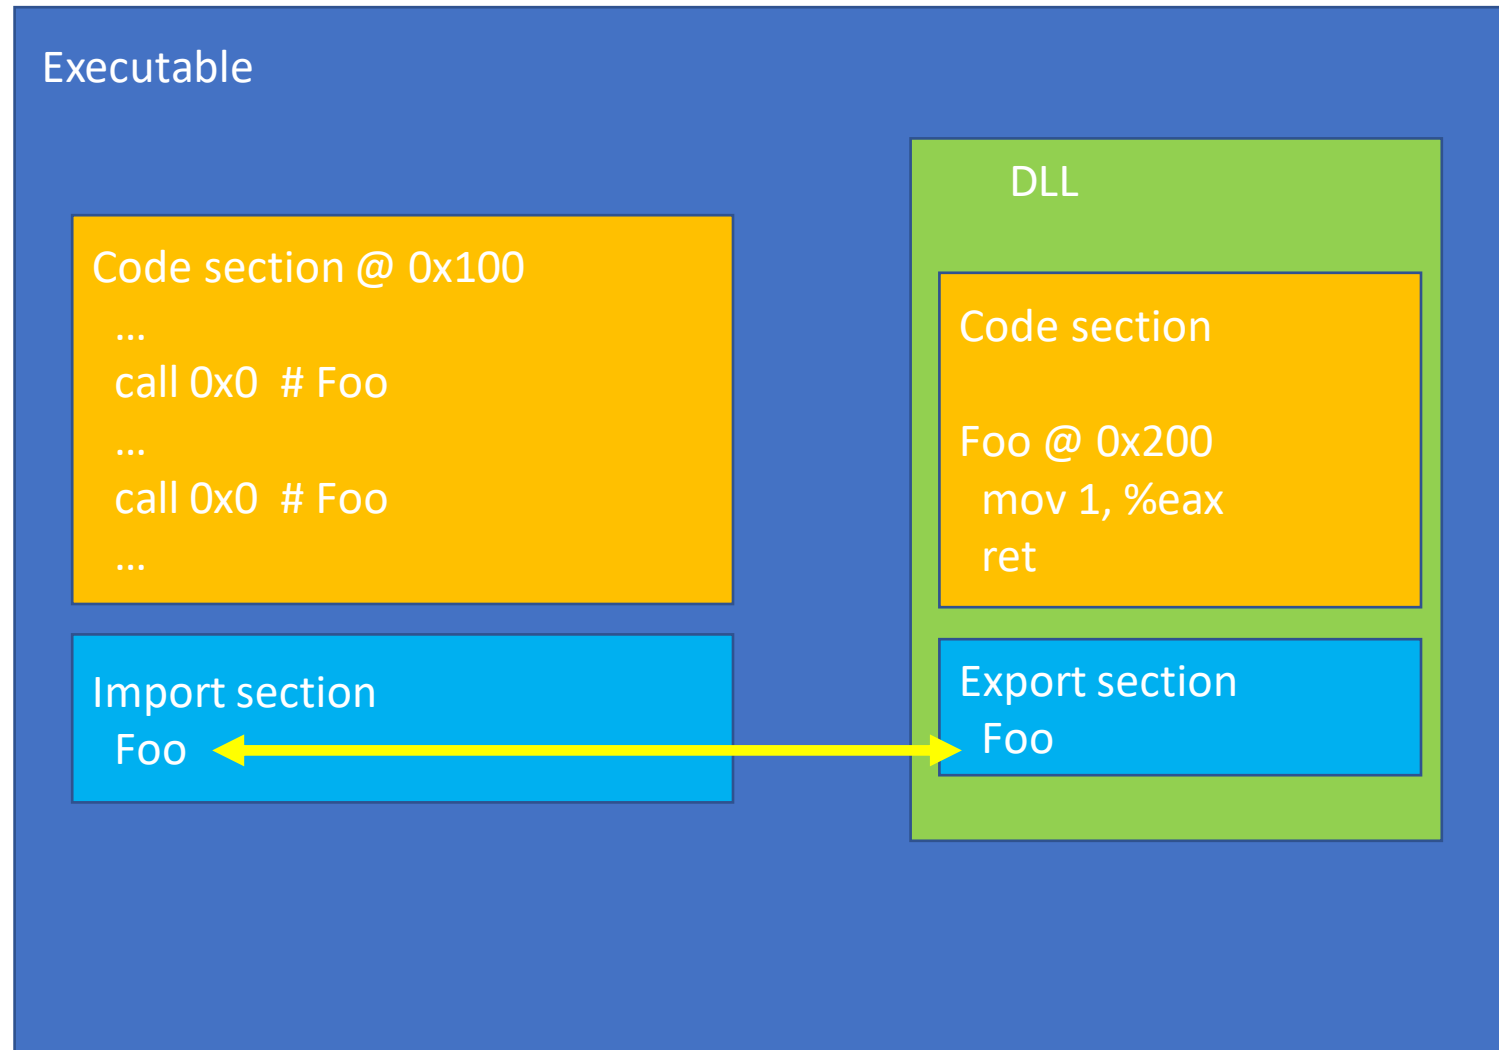 Executable
Code section @ 0x100
...
call 0x0 # Foo
...
call 0x0 # Foo
...
Import section
Foo
DLL
Code section
Foo @ 0x200
mov 1, %eax
ret
Export section
Foo